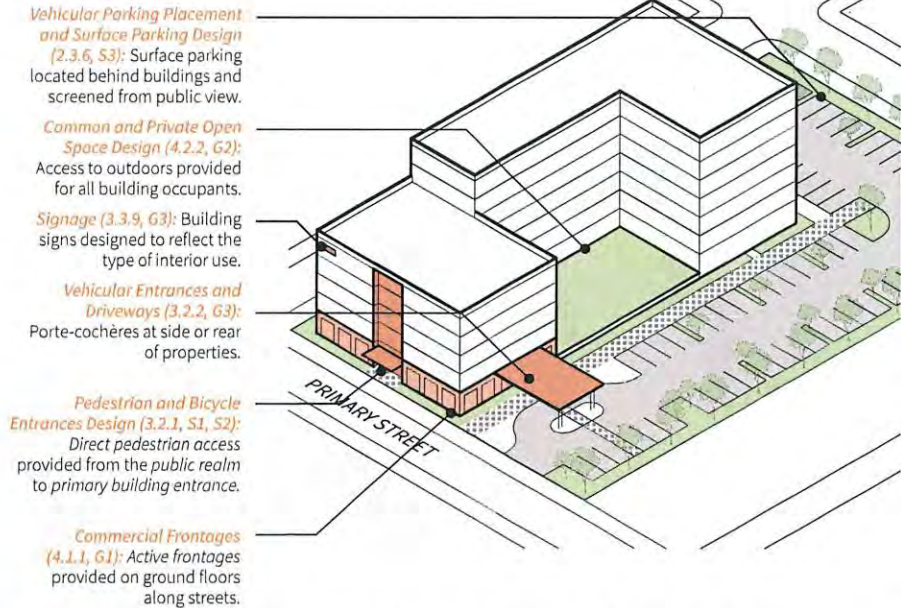 Vehicular Parking Placement
and Surface Parking Design
(2.3.6, S3): Surface parking
located behind buildings and
screened from public view.
Common and Private Open
Space Design (4.2.2, G2):
Access to outdoors provided
for all building occupants.
Signage (3.3.9, G3): Building
signs designed to reflect the
type of interior use.
Vehicular Entrances and
Driveways (3.2.2, G3):
Porte-cochères at side or rear
of properties.
Pedestrian and Bicycle
Entrances Design (3.2.1, S1, S2):
Direct pedestrian access
provided from the public realm
to primary building entrance.
Commercial Frontages
(4.1.1, G1): Active frontages
provided on ground floors
along streets.
PRIMARY STREET